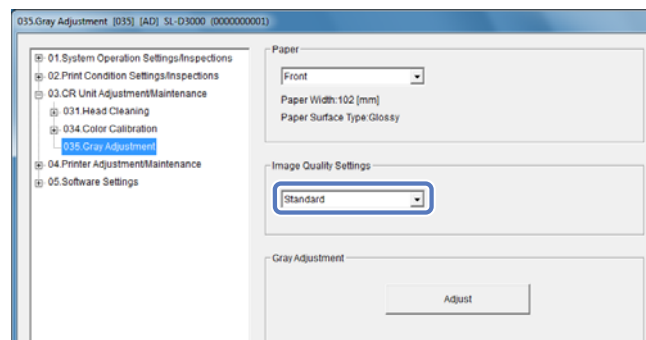 035.Gray Adjustment [035] [AD] SL-D3000 (0000000001)
01.System Operation Settings/Inspections
02.Print Condition Settings/Inspections
03.CR Unit Adjustment/Maintenance
031.Head Cleaning
034.Color Calibration
035.Gray Adjustment
04.Printer Adjustment/Maintenance
05.Software Settings
Paper
Front
Paper Width:102 [mm]
Paper Surface Type:Glossy
Image Quality Settings
Standard
Gray Adjustment
Adjust